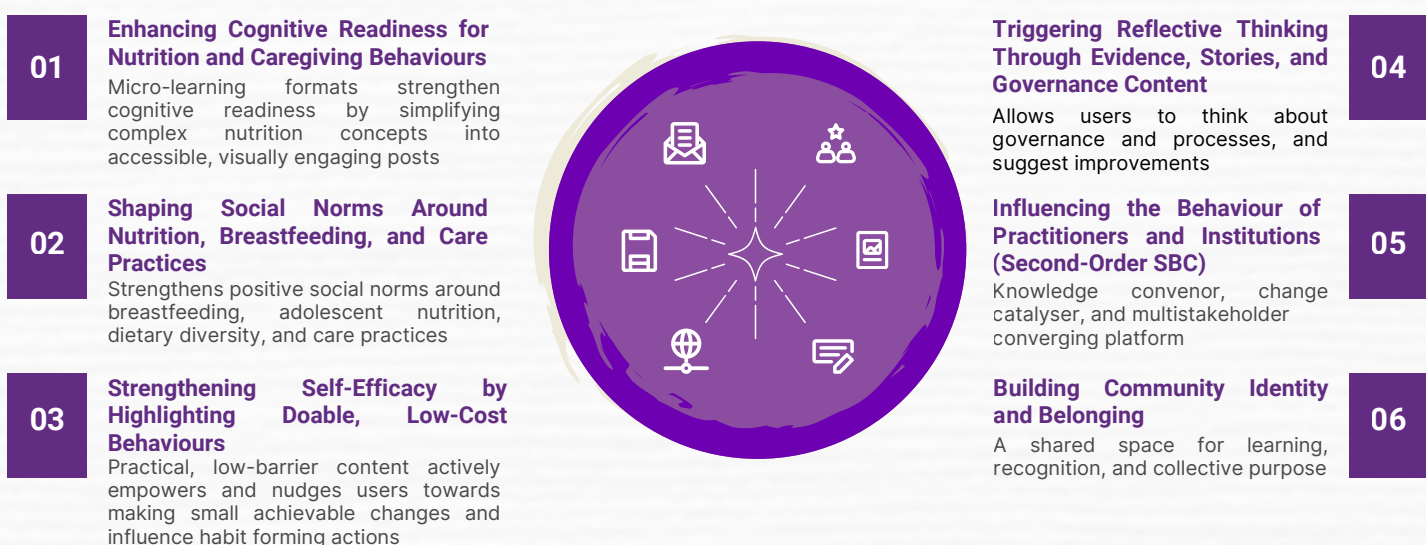 01
Enhancing Cognitive Readiness for
Nutrition and Caregiving Behaviours
Micro-learning formats strengthen
cognitive readiness by simplifying
complex nutrition concepts into
accessible, visually engaging posts
02
Shaping Social Norms Around
Nutrition, Breastfeeding, and Care
Practices
Strengthens positive social norms around
breastfeeding, adolescent nutrition,
dietary diversity, and care practices
03
Strengthening Self-Efficacy by
Highlighting Doable, Low-Cost
Behaviours
Practical, low-barrier content actively
empowers and nudges users towards
making small achievable changes and
influence habit forming actions
04
Triggering Reflective Thinking
Through Evidence, Stories, and
Governance Content
Allows users to think about
governance and processes, and
suggest improvements
05
Influencing the Behaviour of
Practitioners and Institutions
(Second-Order SBC)
Knowledge convenor, change
catalyser, and multistakeholder
converging platform
06
Building Community Identity
and Belonging
A shared space for learning,
recognition, and collective purpose